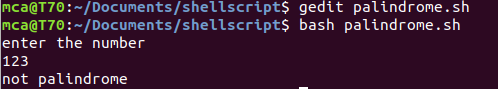 mca@T70:~/Documents/shellscript$ gedit palindrome.sh
mca@T70:~/Documents/shellscript$ bash palindrome.sh
enter the number
123
not palindrome